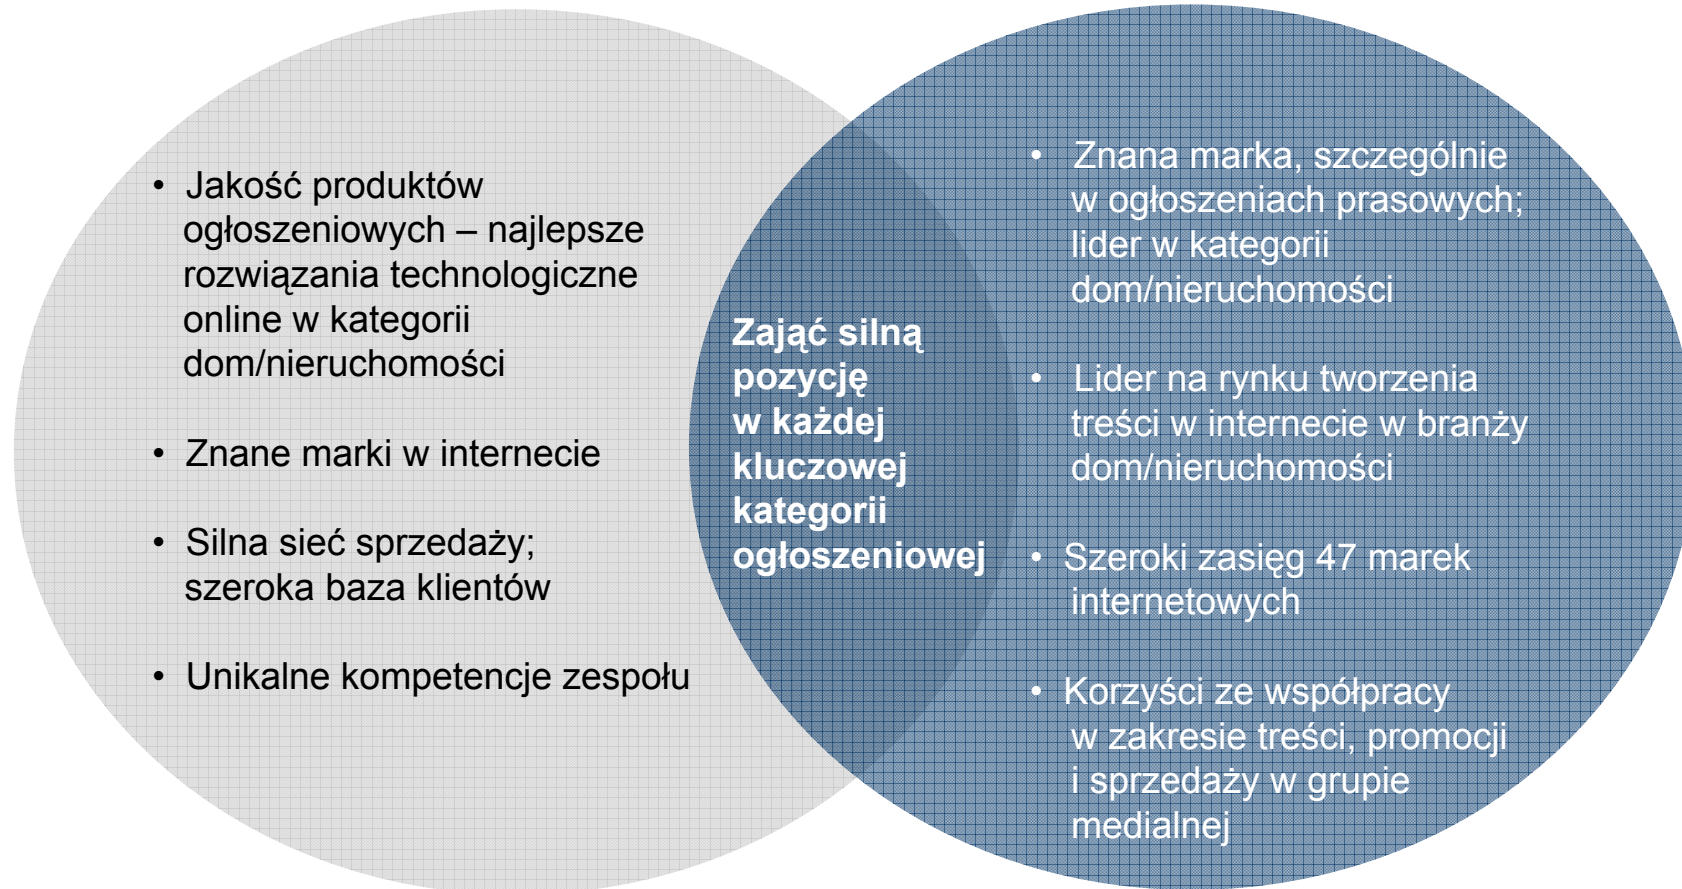 • Jakość produktów
ogłoszeniowych – najlepsze
rozwiązania technologiczne
online w kategorii
dom/nieruchomości
• Znane marki w internecie
• Silna sieć sprzedaży;
szeroka baza klientów
• Unikalne kompetencje zespołu
Zająć silną
pozycję
w każdej
kluczowej
kategorii
ogłoszeniowej
• Znana marka, szczególnie
w ogłoszeniach prasowych;
lider w kategorii
dom/nieruchomości
• Lider na rynku tworzenia
treści w internecie w branży
dom/nieruchomości
• Szeroki zasięg 47 marek
internetowych
• Korzyści ze współpracy
w zakresie treści, promocji
i sprzedaży w grupie
medialnej